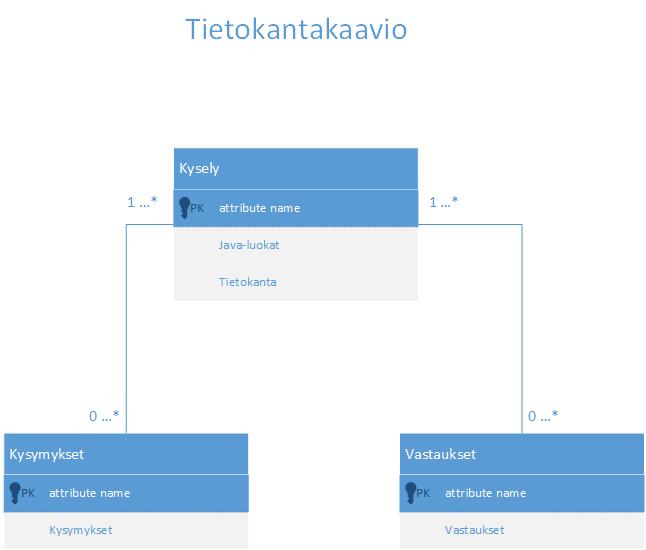 Tietokantakaavio
Kysely
1 ...*
PK attribute name
1 ...*
Java-luokat
Tietokanta
0 ...*
0 ...*
Kysymykset
PK attribute name
Kysymykset
Vastaukset
PK attribute name
Vastaukset